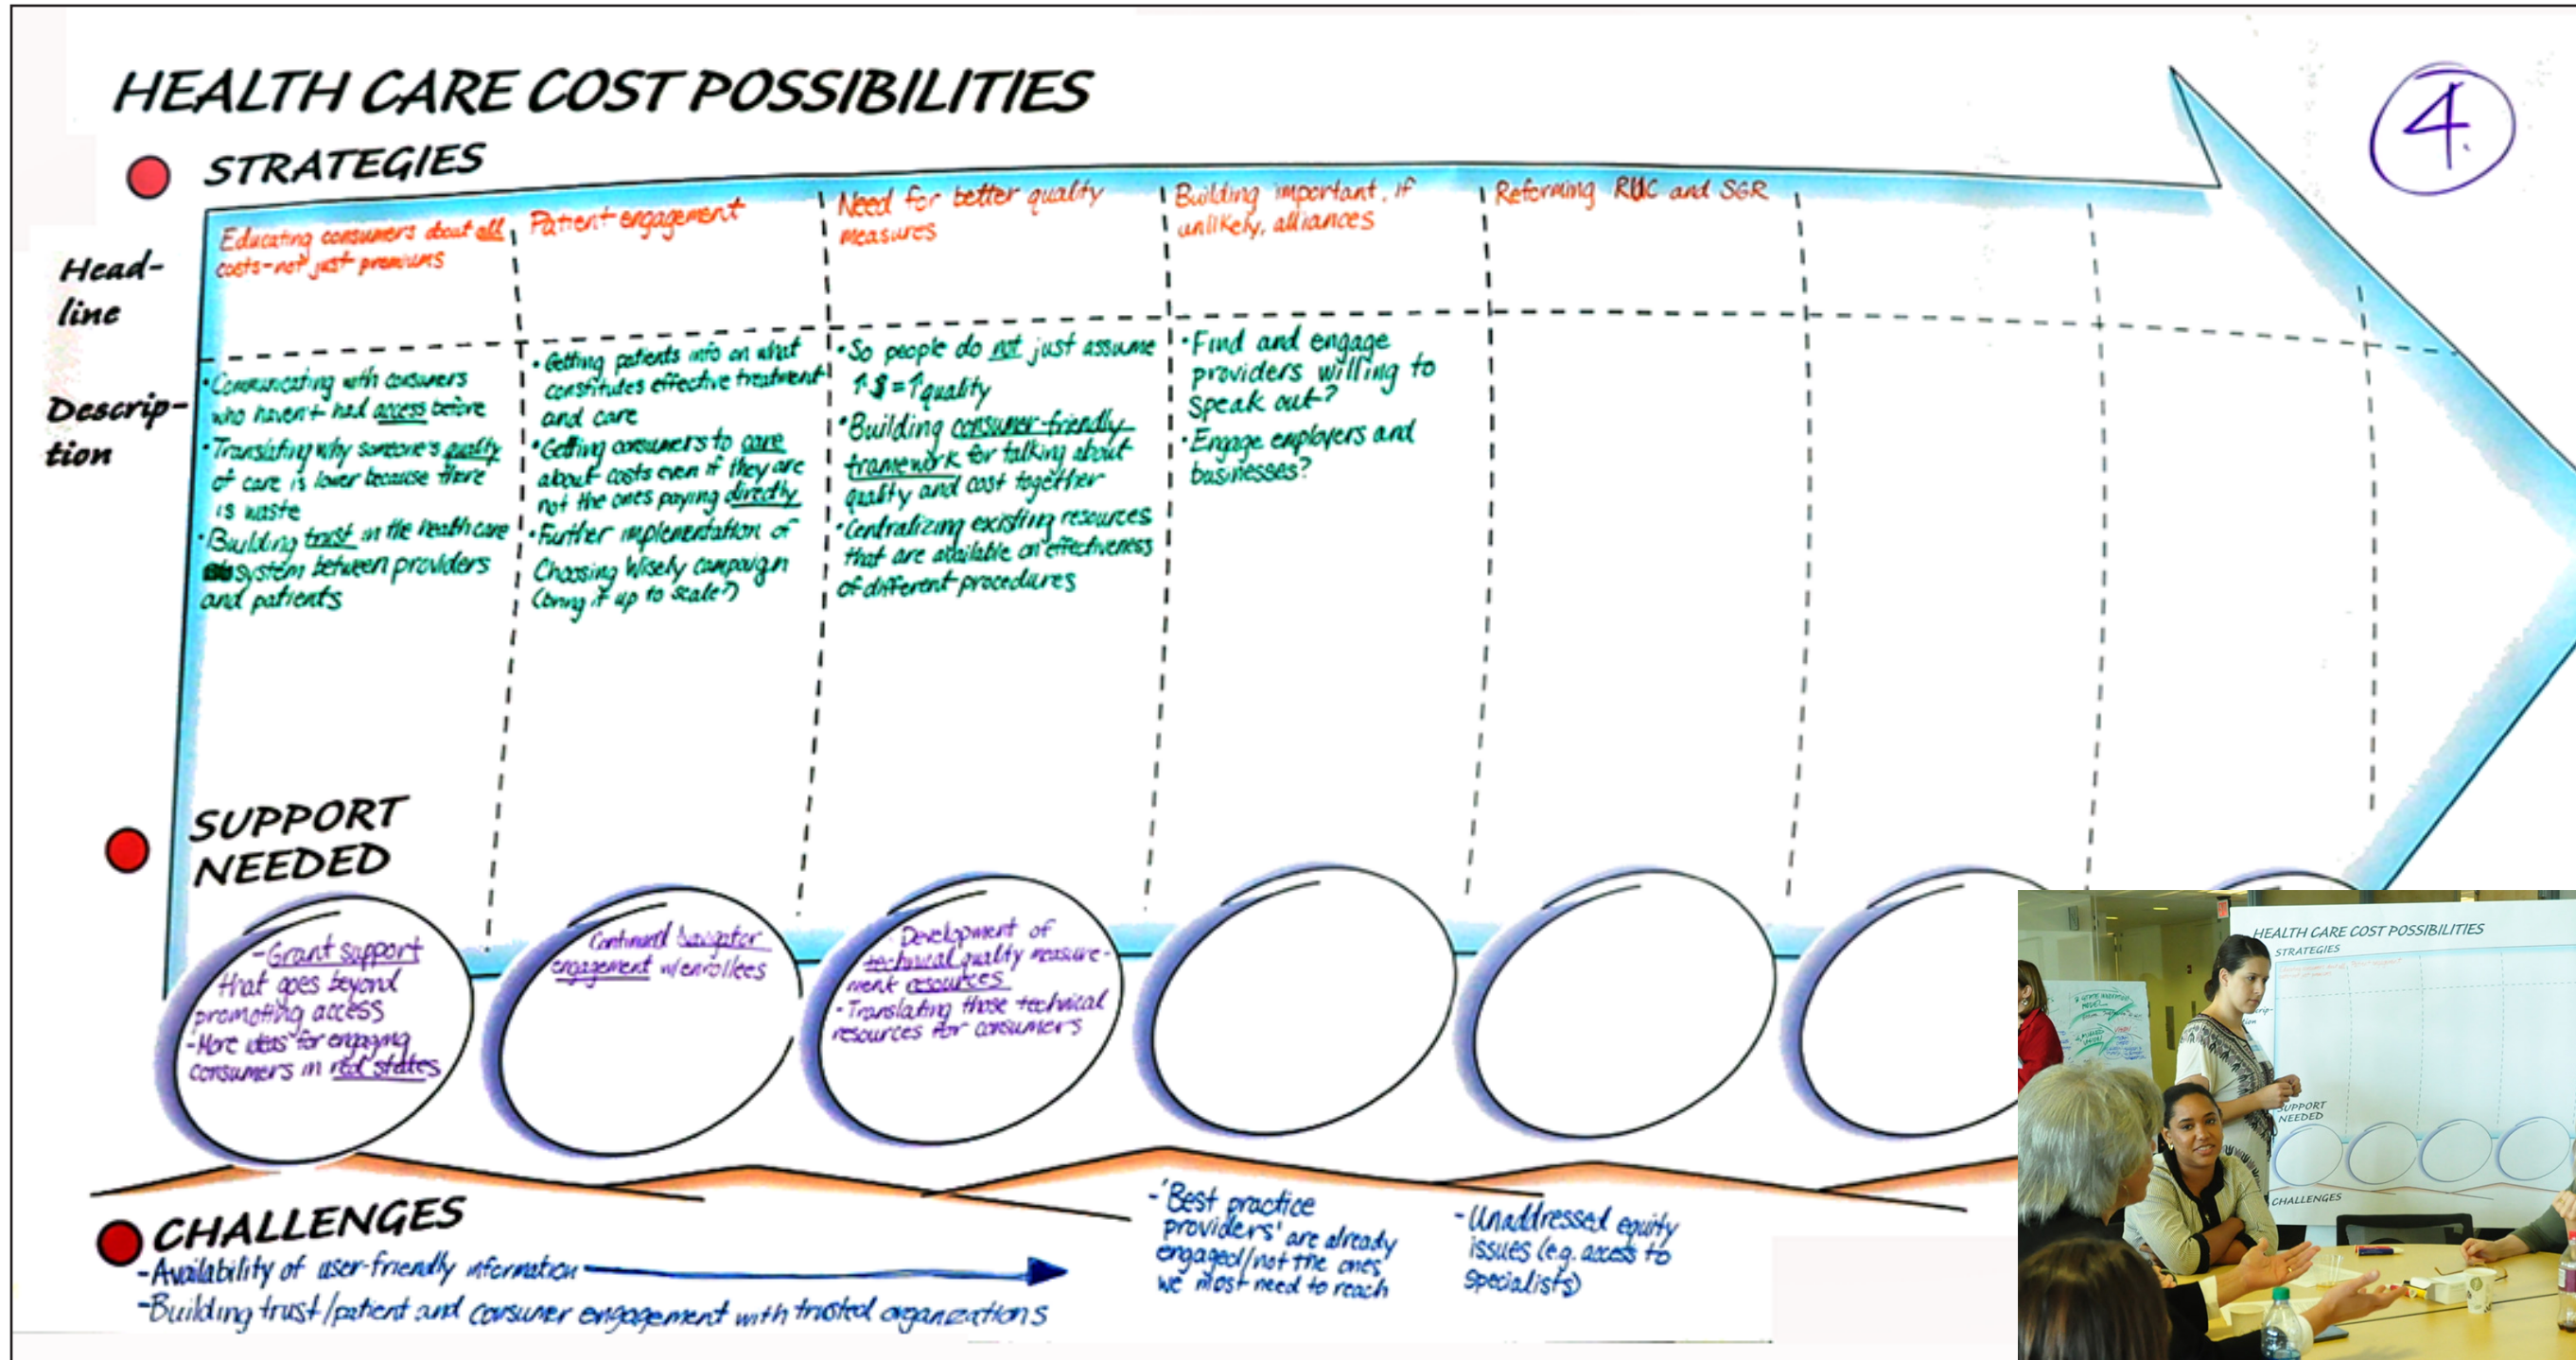 HEALTH CARE COST POSSIBILITIES
4.
STRATEGIES
Head-
line
Educating consumers about all
costs-not just premiums
Patient engagement
Need for better quality
measures
Building important, if
unlikely, alliances
Reforming RUC and SGR
Descrip-
tion
• Communicating with consumers
who haven't had access before
• Translating why someone's quality
of care is lower because there
is waste
• Building trust in the health care
system between providers
and patients
• Getting patients info on what
constitutes effective treatment
and care
• Getting consumers to care
about costs even if they are
not the ones paying directly
• Further implementation of
Choosing Wisely campaign
(bring it up to scale?)
• So people do not just assume
↑$=↑quality
• Building consumer-friendly
framework for talking about
quality and cost together
• Centralizing existing resources
that are available on effectiveness
of different procedures
• Find and engage
providers willing to
speak out?
• Engage employers and
businesses?
SUPPORT
NEEDED
- Grant support
that goes beyond
promoting access
- More ideas for engaging
consumers in red states
Continued Navigator
engagement w/enrollees
Development of
technical quality measure-
ment resources
- Translating those technical
resources for consumers
CHALLENGES
- Availability of user-friendly information
- Building trust/patient and consumer engagement with trusted organizations
- 'Best practice
providers' are already
engaged/not the ones
we most need to reach
- Unaddressed equity
issues (e.g. access to
specialists)
HEALTH CARE COST POSSIBILITIES
STRATEGIES
SUPPORT
NEEDED
CHALLENGES